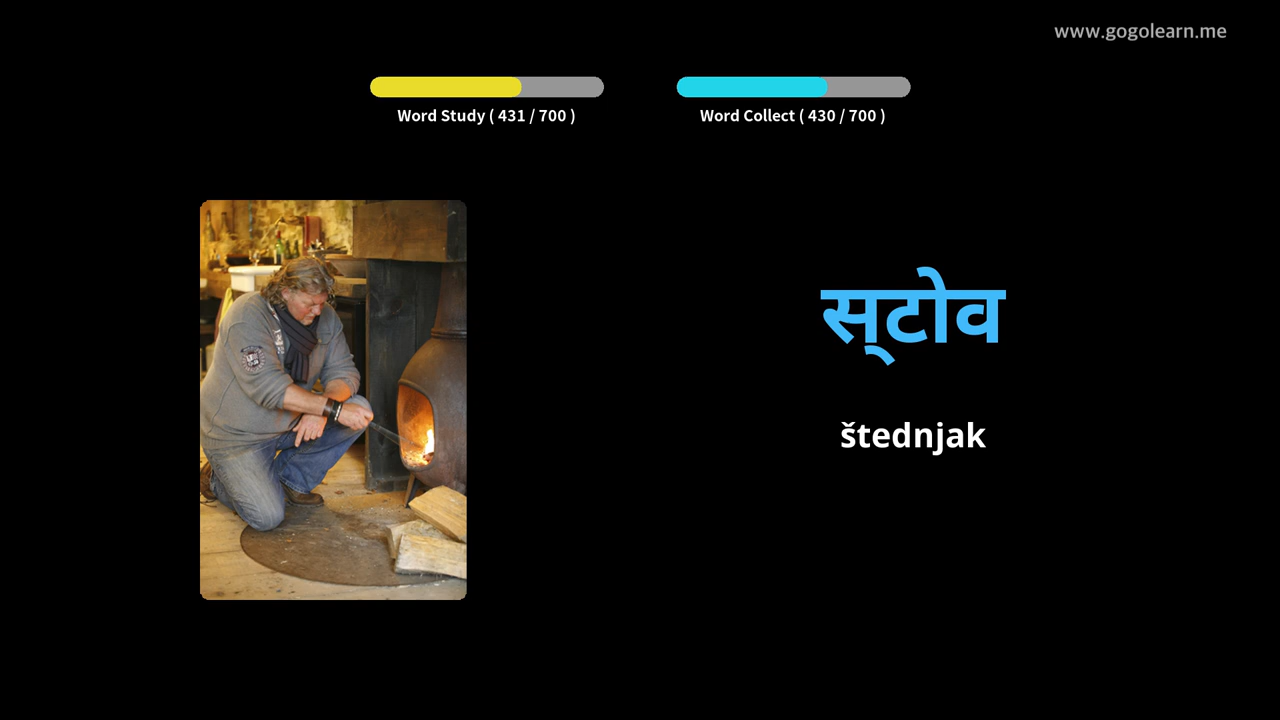 www.gogolearn.me
Word Study ( 431 / 700 )
Word Collect ( 430 / 700 )
स्टोव
štednjak